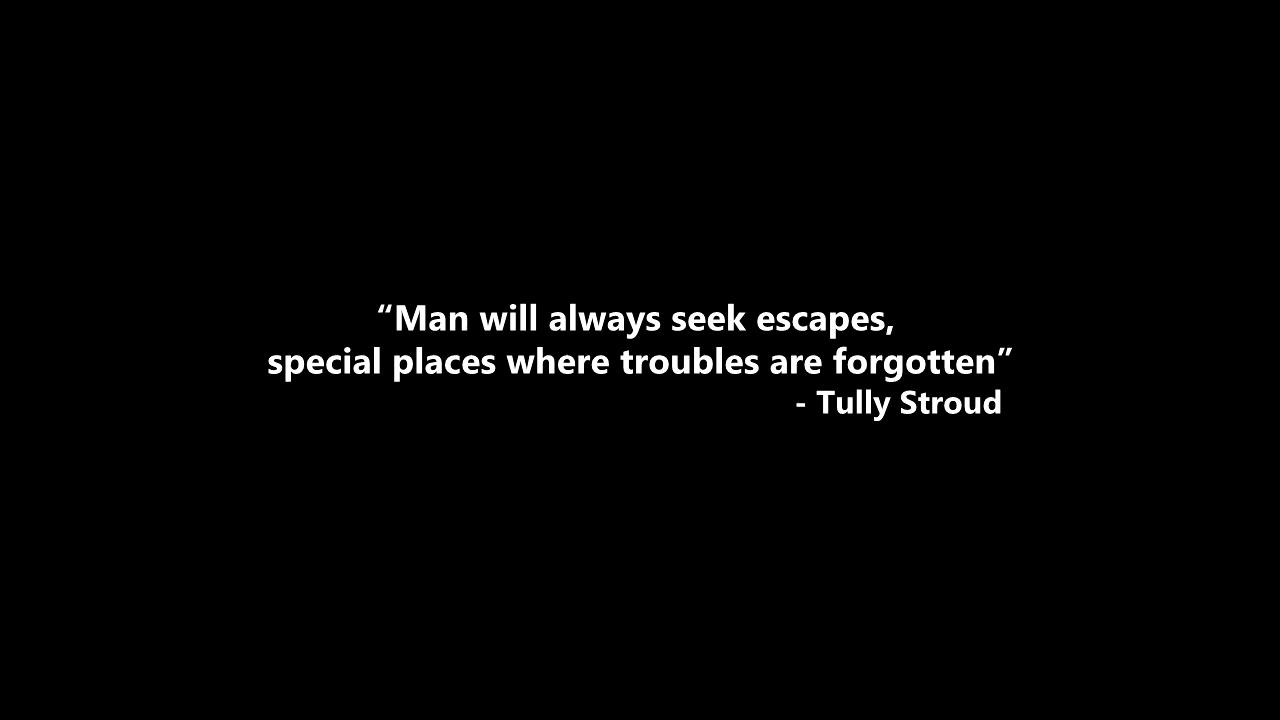 “Man will always seek escapes,
special places where troubles are forgotten”
- Tully Stroud